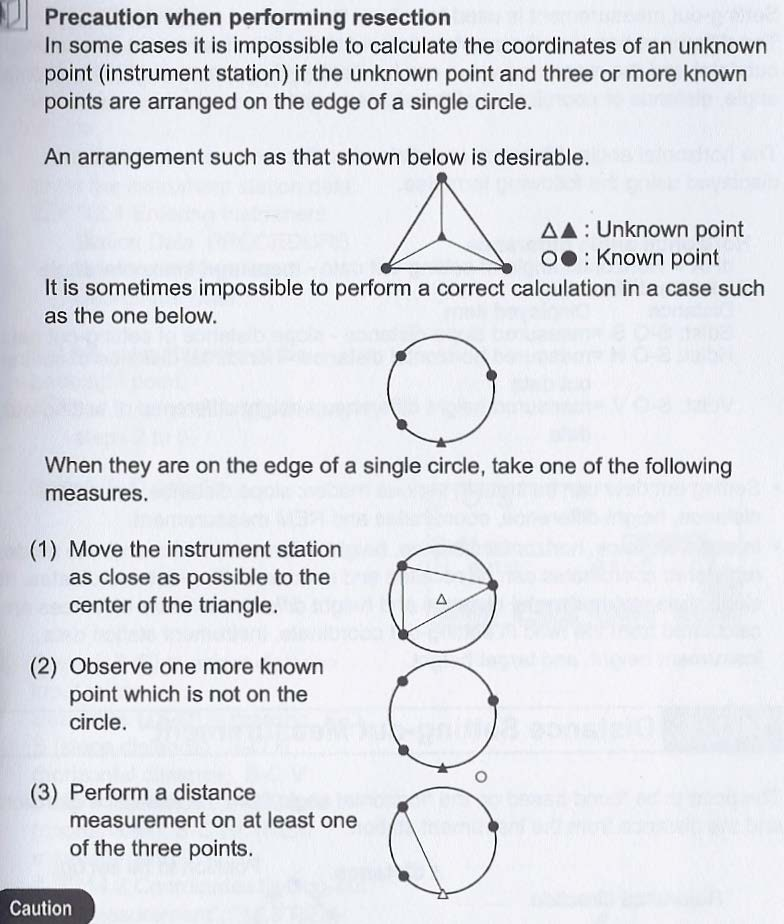 Precaution when performing resection
In some cases it is impossible to calculate the coordinates of an unknown
point (instrument station) if the unknown point and three or more known
points are arranged on the edge of a single circle.
An arrangement such as that shown below is desirable.
△▲ : Unknown point
○● : Known point
It is sometimes impossible to perform a correct calculation in a case such
as the one below.
When they are on the edge of a single circle, take one of the following
measures.
(1) Move the instrument station
as close as possible to the
center of the triangle.
(2) Observe one more known
point which is not on the
circle.
(3) Perform a distance
measurement on at least one
of the three points.
Caution